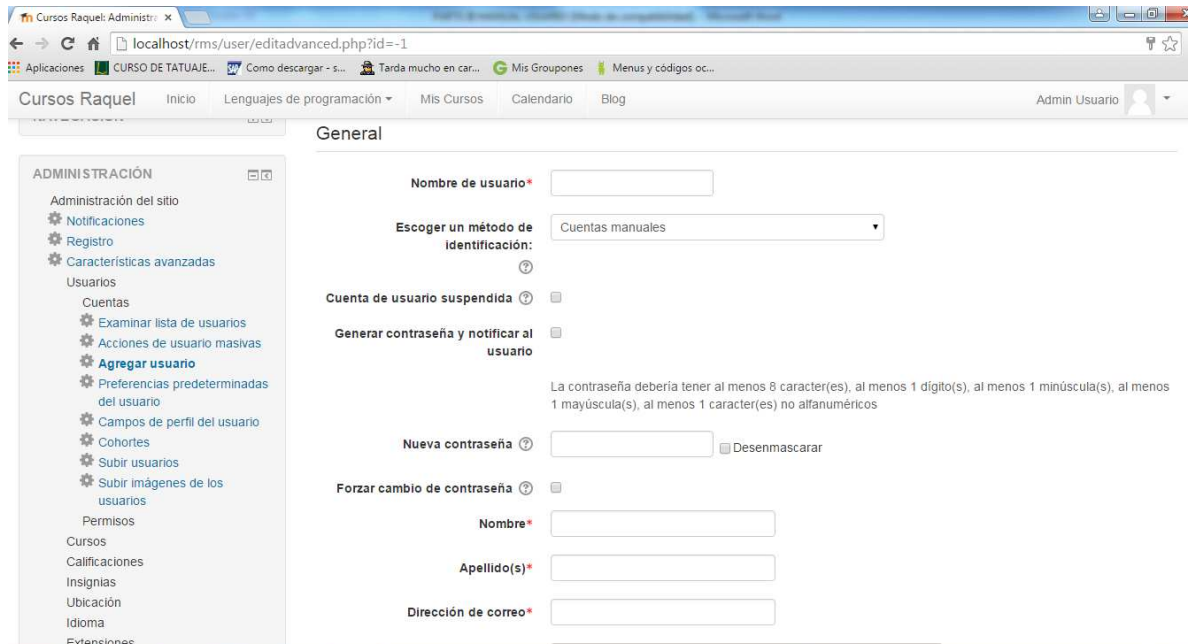 Cursos Raquel: Administra
localhost/rms/user/editadvanced.php?id=-1
Aplicaciones CURSO DE TATUAJE... Como descargar - s... Tarda mucho en car... Mis Groupones Menus y códigos oc...
Cursos Raquel Inicio Lenguajes de programación Mis Cursos Calendario Blog Admin Usuario
General
ADMINISTRACIÓN
Administración del sitio
Notificaciones
Registro
Características avanzadas
Usuarios
Cuentas
Examinar lista de usuarios
Acciones de usuario masivas
Agregar usuario
Preferencias predeterminadas
del usuario
Campos de perfil del usuario
Cohortes
Subir usuarios
Subir imágenes de los
usuarios
Permisos
Cursos
Calificaciones
Insignias
Ubicación
Idioma
Extensiones
Nombre de usuario*
Escoger un método de
identificación:
Cuentas manuales
Cuenta de usuario suspendida
Generar contraseña y notificar al
usuario
La contraseña debería tener al menos 8 caracter(es), al menos 1 dígito(s), al menos 1 minúscula(s), al menos
1 mayúscula(s), al menos 1 caracter(es) no alfanuméricos
Nueva contraseña Desenmascarar
Forzar cambio de contraseña
Nombre*
Apellido(s)*
Dirección de correo*